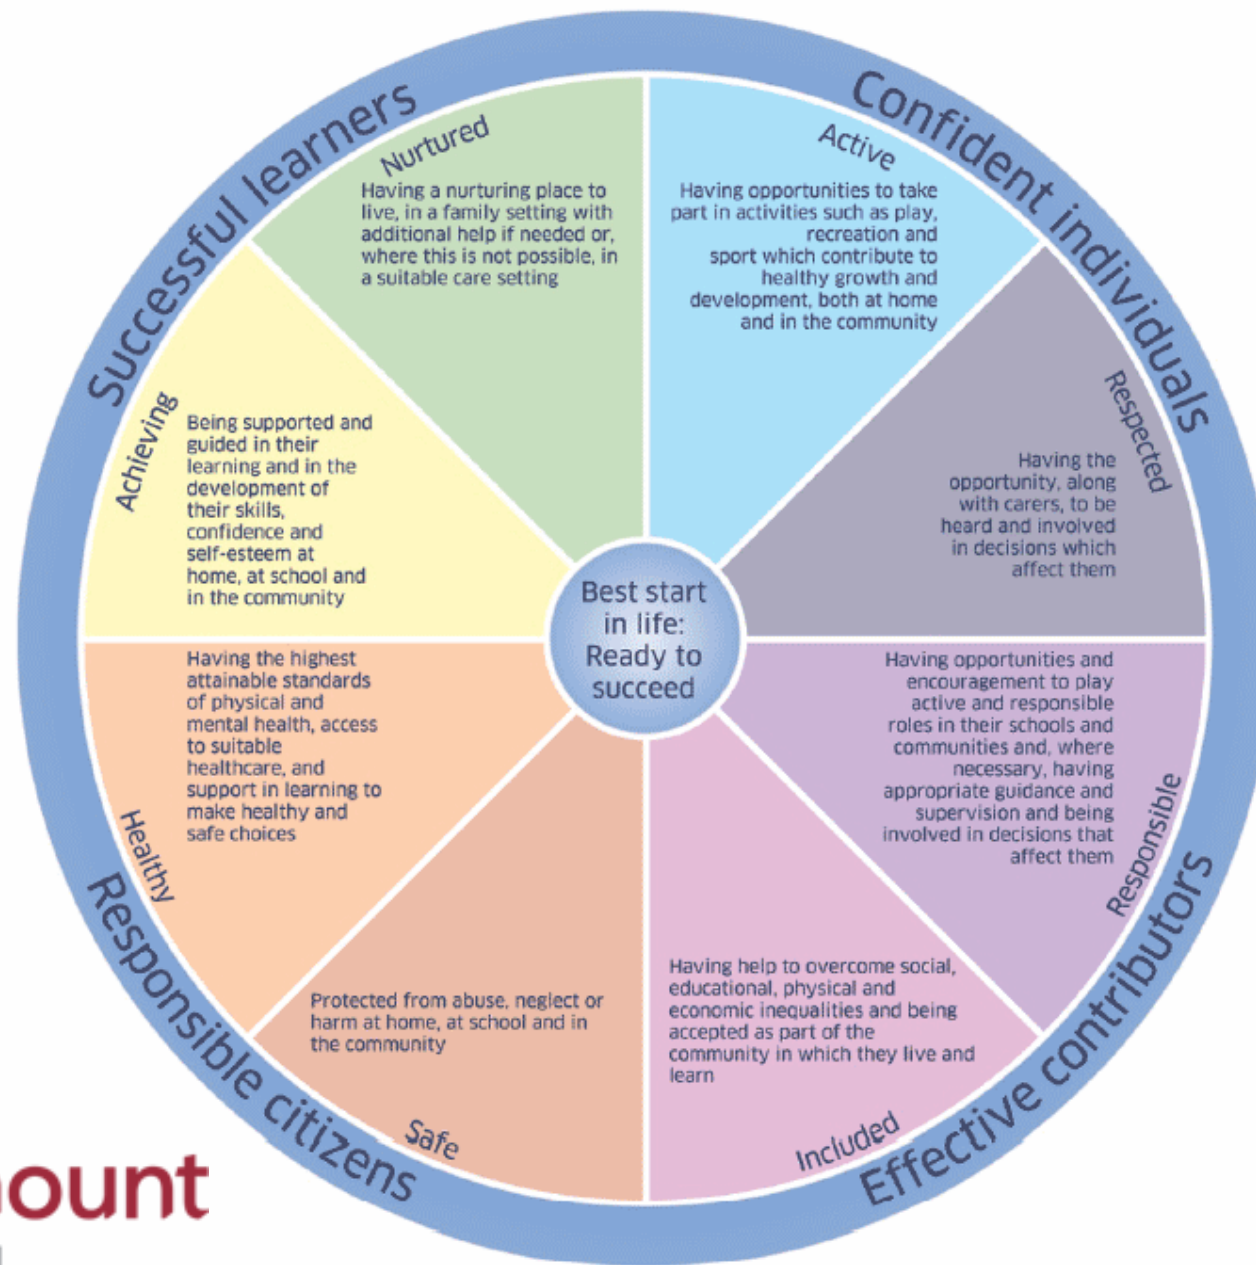 Successful learners
Confident individuals
Nurtured
Having a nurturing place to
live, in a family setting with
additional help if needed or,
where this is not possible, in
a suitable care setting
Active
Having opportunities to take
part in activities such as play,
recreation and
sport which contribute to
healthy growth and
development, both at home
and in the community
Achieving
Being supported and
guided in their
learning and in the
development of
their skills,
confidence and
self-esteem at
home, at school and
in the community
Respected
Having the
opportunity, along
with carers, to be
heard and involved
in decisions which
affect them
Best start
in life:
Ready to
succeed
Healthy
Having the highest
attainable standards
of physical and
mental health, access
to suitable
healthcare, and
support in learning to
make healthy and
safe choices
Responsible
Having opportunities and
encouragement to play
active and responsible
roles in their schools and
communities and, where
necessary, having
appropriate guidance and
supervision and being
involved in decisions that
affect them
Safe
Protected from abuse, neglect or
harm at home, at school and in
the community
Included
Having help to overcome social,
educational, physical and
economic inequalities and being
accepted as part of the
community in which they live and
learn
Responsible citizens
Effective contributors
ount